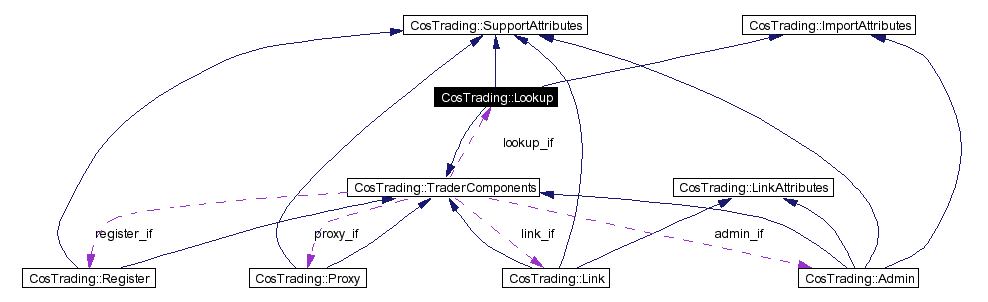 CosTrading::SupportAttributes
CosTrading::ImportAttributes
CosTrading::Lookup
lookup_if
CosTrading::TraderComponents
CosTrading::LinkAttributes
register_if
proxy_if
link_if
admin_if
CosTrading::Register
CosTrading::Proxy
CosTrading::Link
CosTrading::Admin